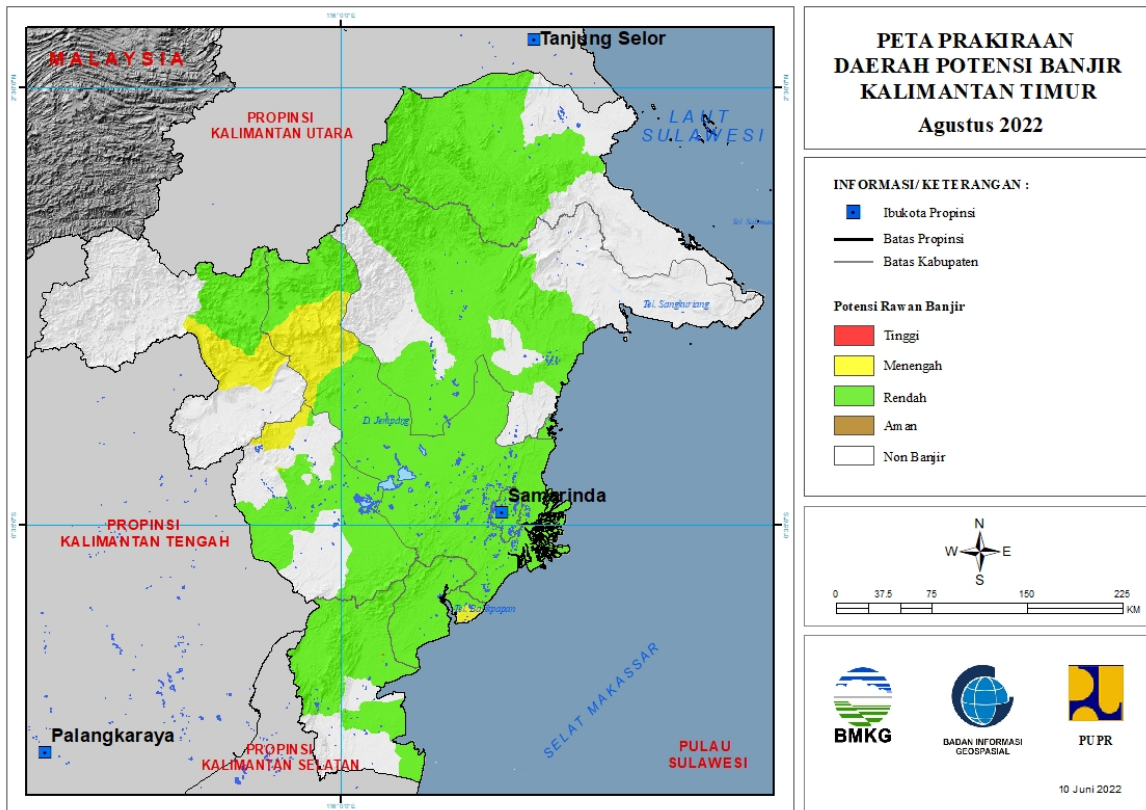 Tanjung Selor
MALAYSIA
PROPINSI
KALIMANTAN UTARA
LAUT
SULAWESI
Tel. Sangkuriang
D. Jempang
Samarinda
PROPINSI
KALIMANTAN TENGAH
Tel. Balikpapan
SELAT MAKASSAR
Palangkaraya
PROPINSI
KALIMANTAN SELATAN
PULAU
SULAWESI
PETA PRAKIRAAN
DAERAH POTENSI BANJIR
KALIMANTAN TIMUR
Agustus 2022
INFORMASI/ KETERANGAN :
Ibukota Propinsi
Batas Propinsi
Batas Kabupaten
Potensi Rawan Banjir
Tinggi
Menengah
Rendah
Aman
Non Banjir
N
W E
S
0 37.5 75 150 225
KM
BMKG
BADAN INFORMASI
GEOSPASIAL
PUPR
10 Juni 2022